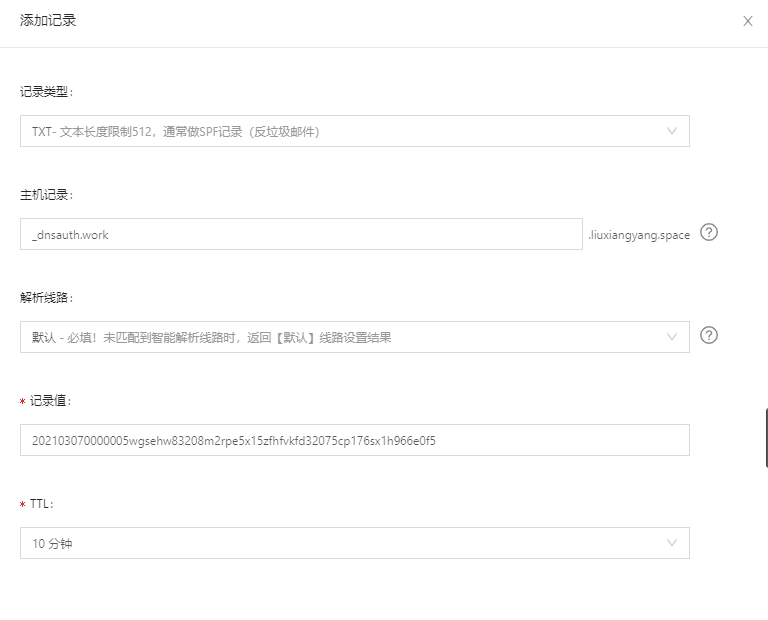 添加记录
记录类型：
TXT- 文本长度限制512，通常做SPF记录（反垃圾邮件）
主机记录：
_dnsauth.work .liuxiangyang.space ?
解析线路：
默认 - 必填！未匹配到智能解析线路时，返回【默认】线路设置结果 ?
* 记录值：
202103070000005wgsehw83208m2rpe5x15zfhfvkfd32075cp176sx1h966e0f5
* TTL：
10 分钟